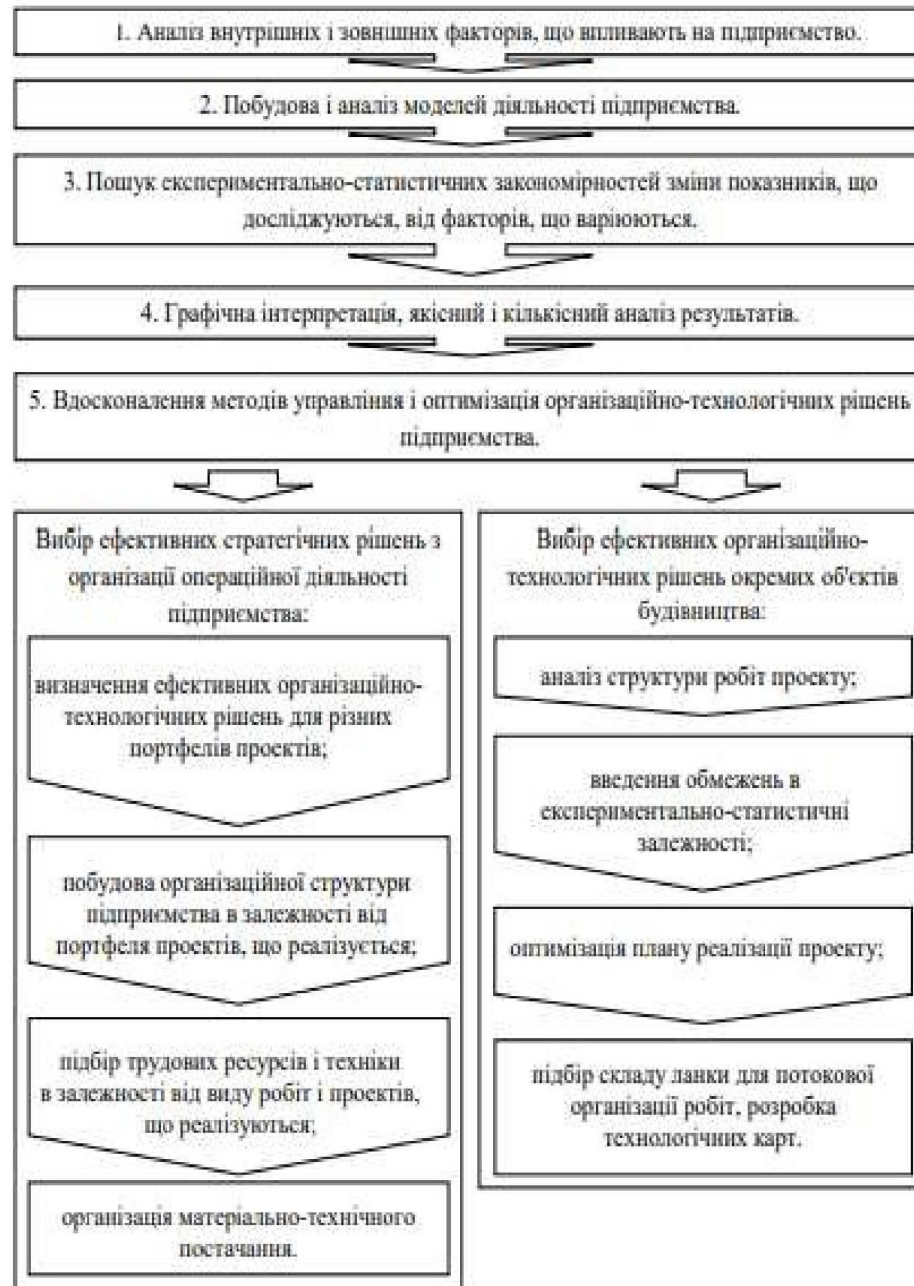 1. Аналіз внутрішніх і зовнішніх факторів, що впливають на підприємство.
2. Побудова і аналіз моделей діяльності підприємства.
3. Пошук експериментально-статистичних закономірностей зміни показників, що
досліджуються, від факторів, що варіюються.
4. Графічна інтерпретація, якісний і кількісний аналіз результатів.
5. Вдосконалення методів управління і оптимізація організаційно-технологічних рішень
підприємства.
Вибір ефективних стратегічних рішень з
організації операційної діяльності
підприємства:
визначення ефективних організаційно-
технологічних рішень для різних
портфелів проектів;
побудова організаційної структури
підприємства в залежності від
портфеля проектів, що реалізується;
підбір трудових ресурсів і техніки
в залежності від виду робіт і проектів,
що реалізуються;
організація матеріально-технічного
постачання.
Вибір ефективних організаційно-
технологічних рішень окремих об'єктів
будівництва:
аналіз структури робіт проекту;
введення обмежень в
експериментально-статистичні
залежності;
оптимізація плану реалізації проекту;
підбір складу ланки для потокової
організації робіт, розробка
технологічних карт.